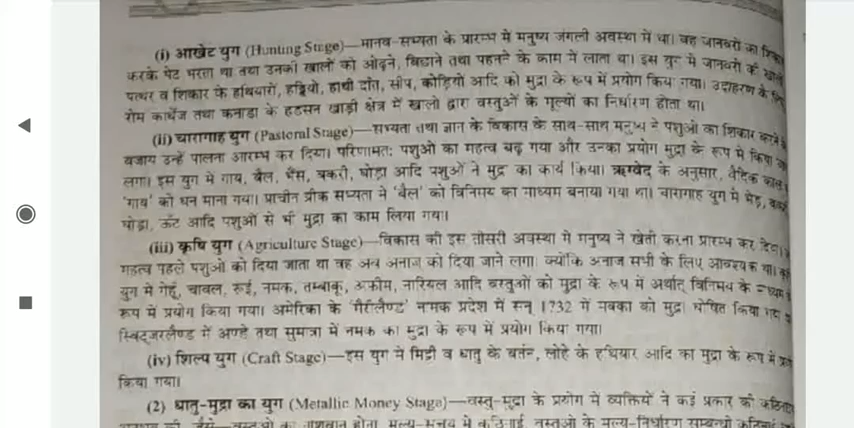 (i) आखेट युग (Hunting Stage)—मानव-सभ्यता के प्रारम्भ में मनुष्य जंगली अवस्था में था। वह जानवरों का शिकार
करके पेट भरता था तथा उनकी खालों को ओढ़ने, बिछाने तथा पहनने के काम में लाता था। इस युग में जानवरों की खालें
पत्थर व शिकार के हथियारों, हड्डियों, हाथी दाँत, सीप, कोड़ियों आदि को मुद्रा के रूप में प्रयोग किया गया। उदाहरण के लिए
रोम कार्थेज तथा कनाडा के हडसन खाड़ी क्षेत्र में खालों द्वारा वस्तुओं के मूल्यों का निर्धारण होता था।
(ii) चारागाह युग (Pastoral Stage)—सभ्यता तथा ज्ञान के विकास के साथ-साथ मनुष्य ने पशुओं का शिकार करने के
बजाय उन्हें पालना आरम्भ कर दिया। परिणामतः पशुओं का महत्व बढ़ गया और उनका प्रयोग मुद्रा के रूप में किया
लगा। इस युग में गाय, बैल, भैंस, बकरी, घोड़ा आदि पशुओं ने मुद्रा का कार्य किया। ऋग्वेद के अनुसार, वैदिक काल
'गाय' को धन माना गया। प्राचीन ग्रीक सभ्यता में 'बैल' को विनिमय का माध्यम बनाया गया था। चारागाह युग में भेड़,
घोड़ा, ऊँट आदि पशुओं से भी मुद्रा का काम लिया गया।
(iii) कृषि युग (Agriculture Stage)—विकास की इस तीसरी अवस्था में मनुष्य ने खेती करना प्रारम्भ कर दिया।
महत्व पहले पशुओं को दिया जाता था वह अब अनाज को दिया जाने लगा। क्योंकि अनाज सभी के लिए आवश्यक था।
युग में गेहूँ, चावल, रूई, नमक, तम्बाकू, अफीम, नारियल आदि वस्तुओं को मुद्रा के रूप में अर्थात् विनिमय के माध्यम के
रूप में प्रयोग किया गया। अमेरिका के 'मैरीलैण्ड' नामक प्रदेश में सन् 1732 में मक्का को मुद्रा घोषित किया गया
स्विट्जरलैण्ड में अण्डे तथा सुमात्रा में नमक का मुद्रा के रूप में प्रयोग किया गया।
(iv) शिल्प युग (Craft Stage)—इस युग में मिट्टी व धातु के बर्तन, लोहे के हथियार आदि का मुद्रा के रूप में
किया गया।
(2) धातु-मुद्रा का युग (Metallic Money Stage)—वस्तु-मुद्रा के प्रयोग में व्यक्तियों ने कई प्रकार की